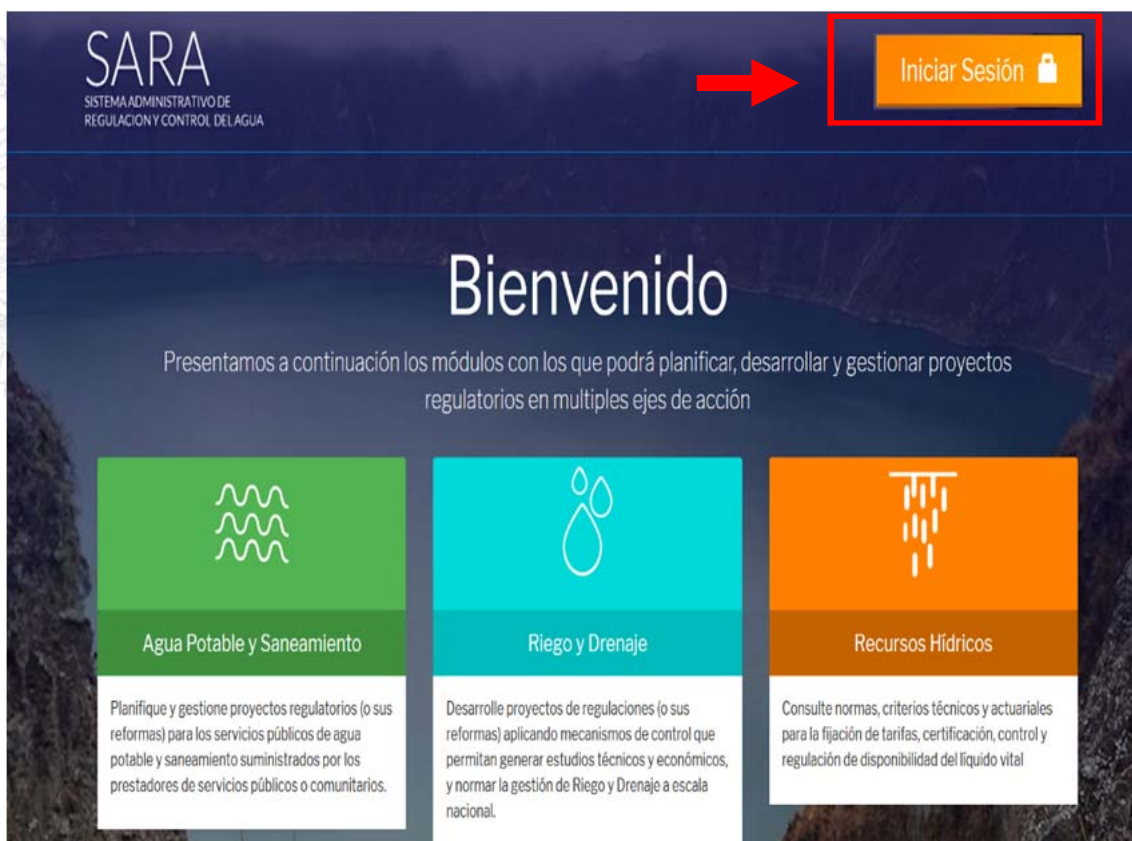 SARA
SISTEMA ADMINISTRATIVO DE
REGULACION Y CONTROL DEL AGUA
Iniciar Sesión
Bienvenido
Presentamos a continuación los módulos con los que podrá planificar, desarrollar y gestionar proyectos
regulatorios en multiples ejes de acción
Agua Potable y Saneamiento
Planifique y gestione proyectos regulatorios (o sus
reformas) para los servicios públicos de agua
potable y saneamiento suministrados por los
prestadores de servicios públicos o comunitarios.
Riego y Drenaje
Desarrolle proyectos de regulaciones (o sus
reformas) aplicando mecanismos de control que
permitan generar estudios técnicos y económicos,
y normar la gestión de Riego y Drenaje a escala
nacional.
Recursos Hídricos
Consulte normas, criterios técnicos y actuariales
para la fijación de tarifas, certificación, control y
regulación de disponibilidad del líquido vital